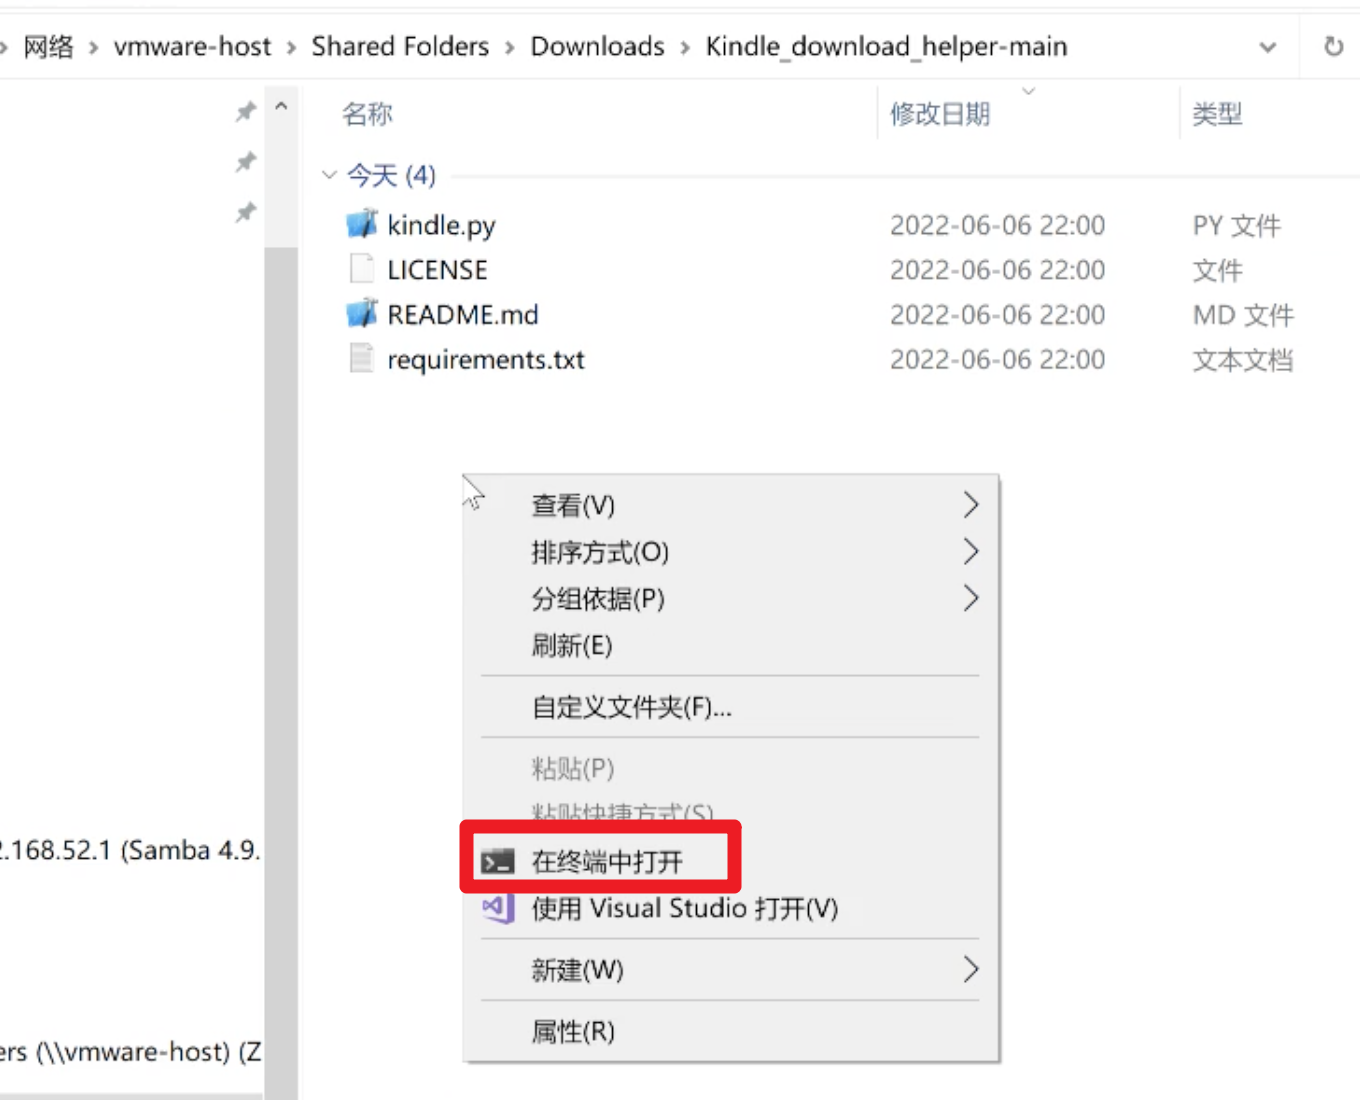 网络 > vmware-host > Shared Folders > Downloads > Kindle_download_helper-main
名称 修改日期 类型
今天 (4)
kindle.py 2022-06-06 22:00 PY 文件
LICENSE 2022-06-06 22:00 文件
README.md 2022-06-06 22:00 MD 文件
requirements.txt 2022-06-06 22:00 文本文档
查看(V)
排序方式(O)
分组依据(P)
刷新(E)
自定义文件夹(F)...
粘贴(P)
粘贴快捷方式(S)
2.168.52.1 (Samba 4.9.
在终端中打开
使用 Visual Studio 打开(V)
新建(W)
属性(R)
ers (\\vmware-host) (Z